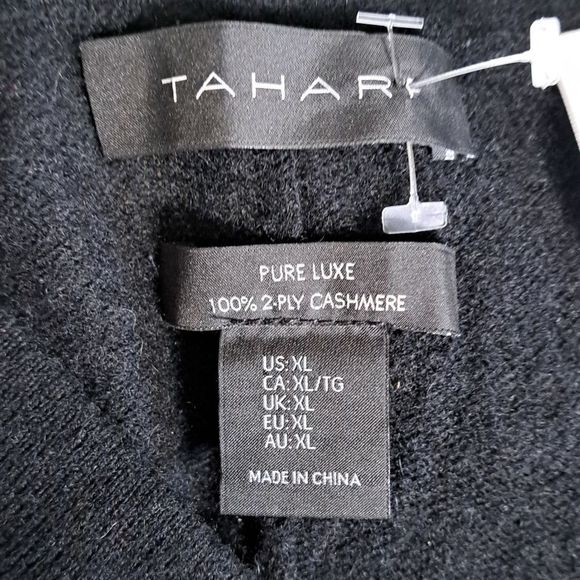 TAHARI
PURE LUXE
100% 2-PLY CASHMERE
US: XL
CA: XL/TG
UK: XL
EU: XL
AU: XL
MADE IN CHINA